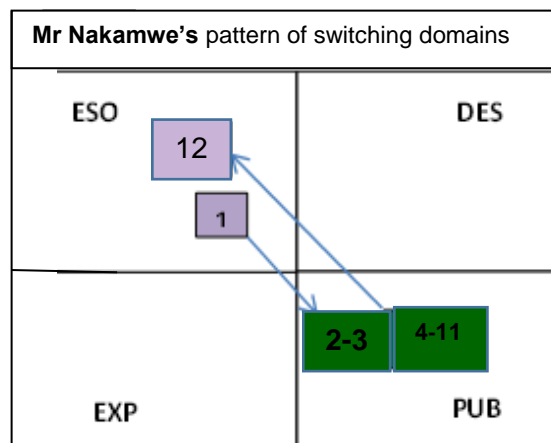 Mr Nakamwe's pattern of switching domains
ESO
DES
12
1
2-3
4-11
EXP
PUB